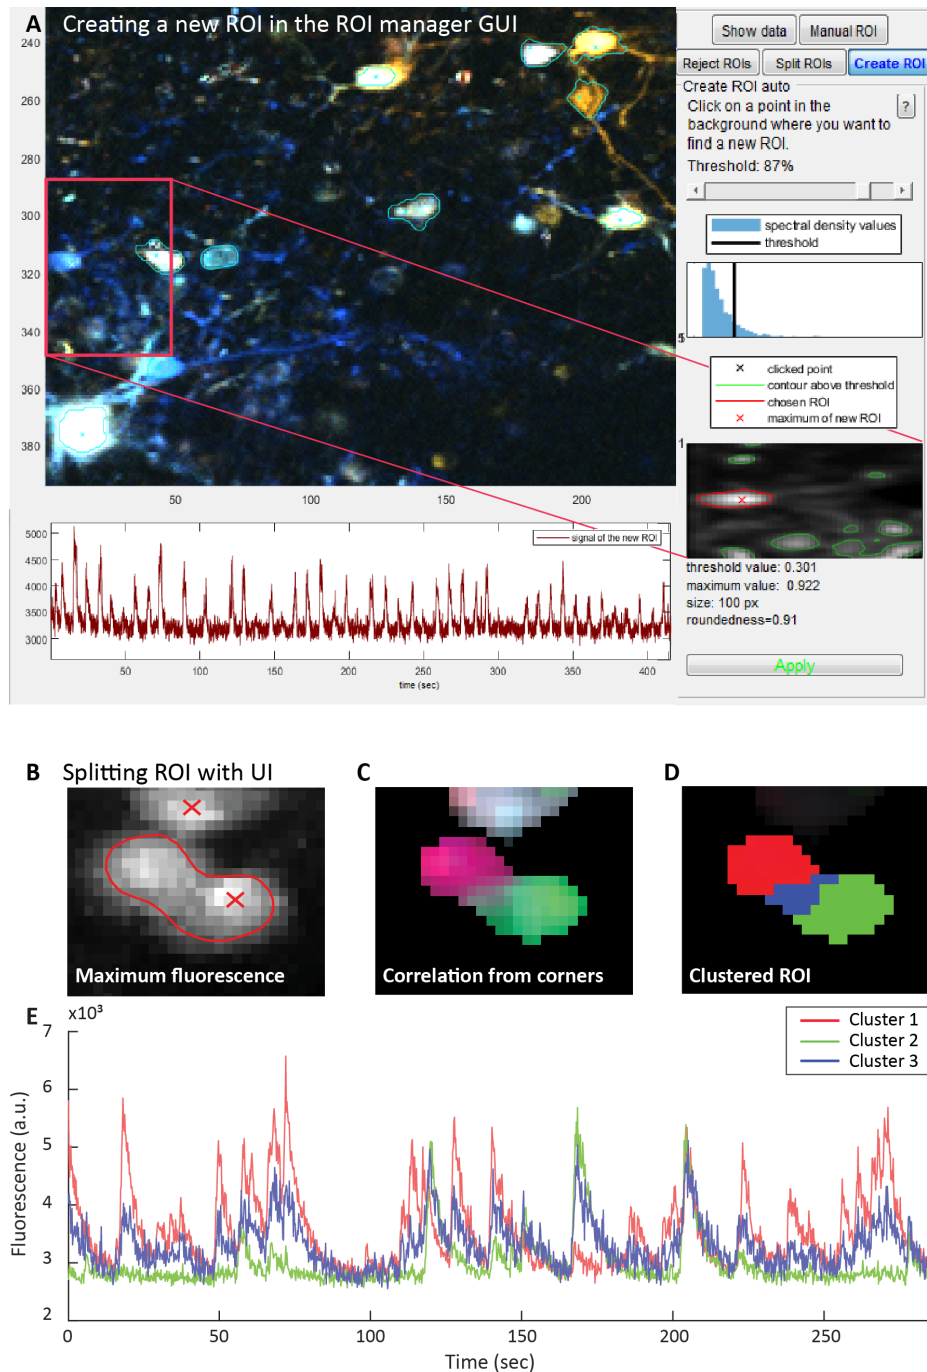 A Creating a new ROI in the ROI manager GUI
240
260
280
300
320
340
360
380
50
100
150
200
Show data
Manual ROI
Reject ROIs
Split ROIs
Create ROI
Create ROI auto
Click on a point in the
background where you want to
find a new ROI.
?
Threshold: 87%
spectral density values
threshold
clicked point
contour above threshold
chosen ROI
maximum of new ROI
1
threshold value: 0.301
maximum value: 0.922
size: 100 px
roundedness=0.91
Apply
signal of the new ROI
5000
4500
4000
3500
3000
50
100
150
200
250
300
350
400
time (sec)
B Splitting ROI with UI
Maximum fluorescence
C
Correlation from corners
D
Clustered ROI
E
x10³
7
6
5
4
3
2
Fluorescence (a.u.)
Cluster 1
Cluster 2
Cluster 3
0
50
100
150
200
250
Time (sec)